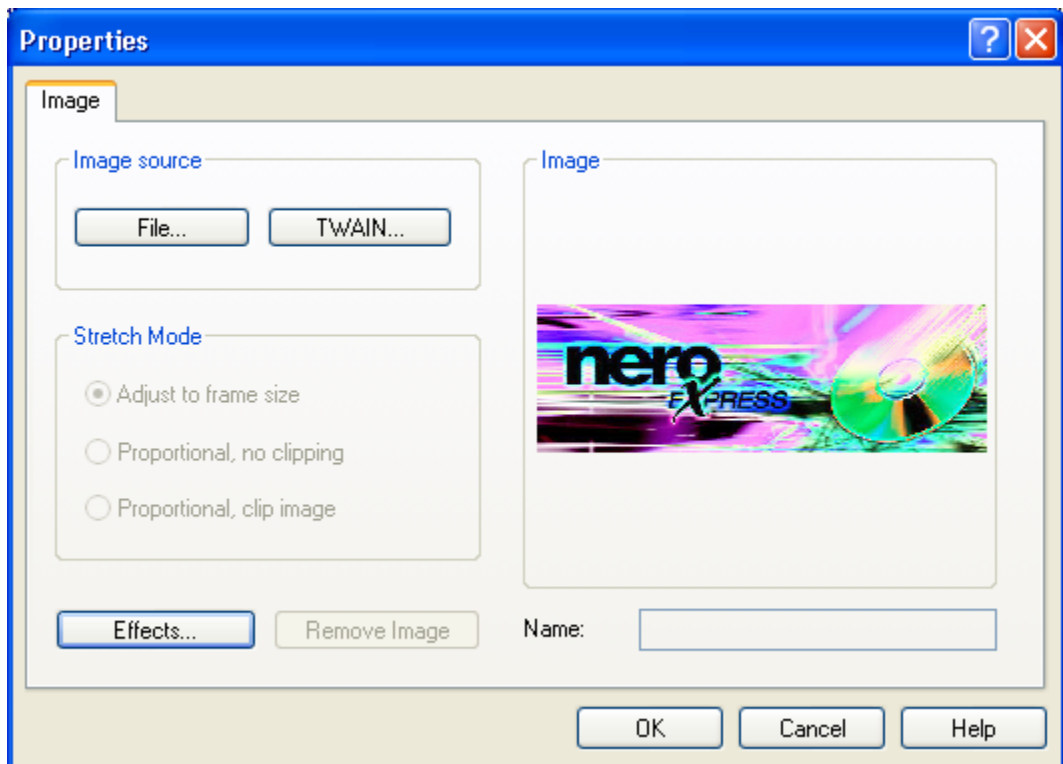 Properties
Image
Image source
File...
TWAIN...
Stretch Mode
Adjust to frame size
Proportional, no clipping
Proportional, clip image
Effects...
Remove Image
Image
nero
EXPRESS
Name:
OK
Cancel
Help